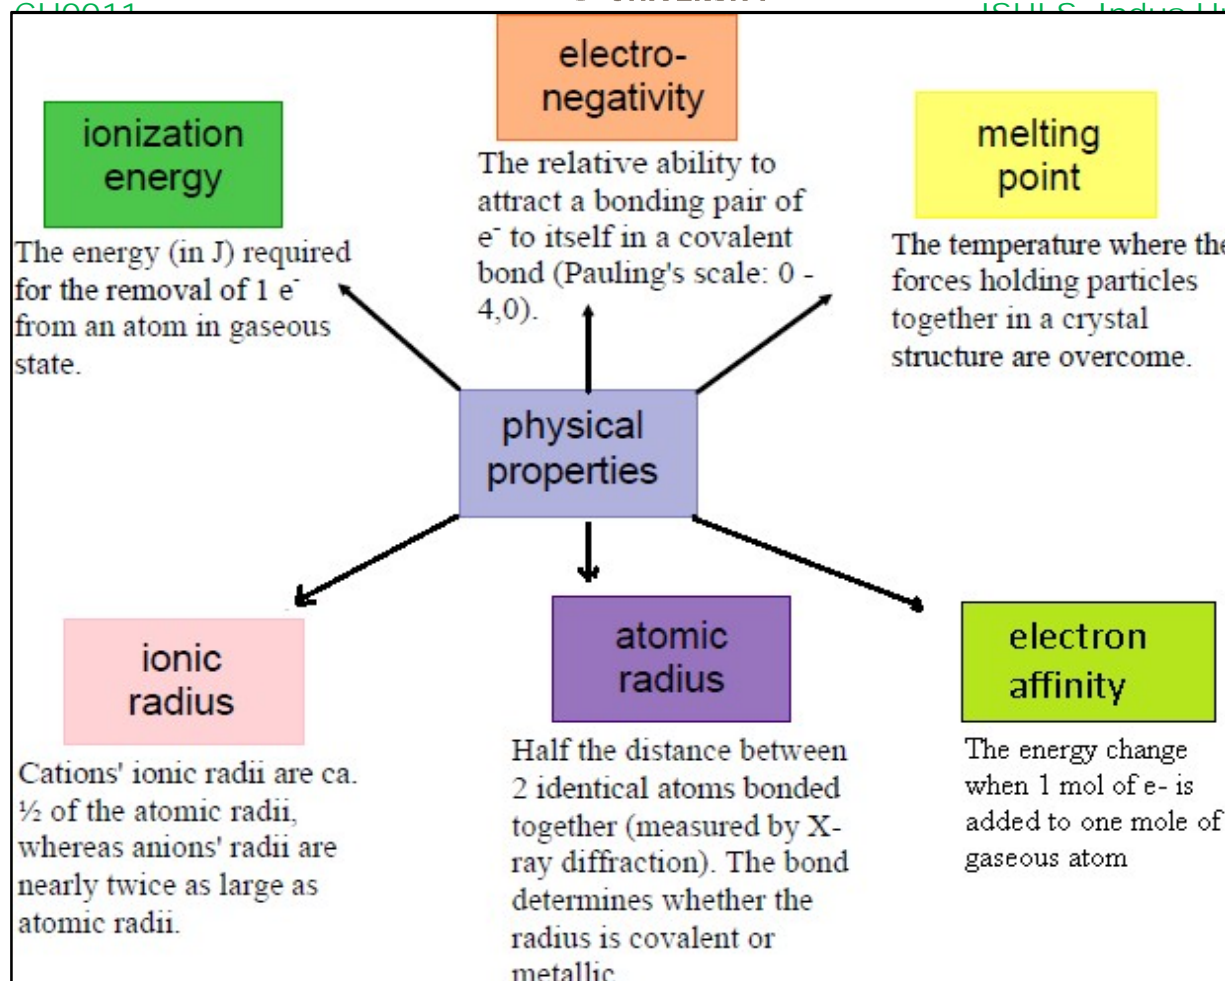 ionization
energy
The energy (in J) required
for the removal of 1 e⁻
from an atom in gaseous
state.
electro-
negativity
The relative ability to
attract a bonding pair of
e⁻ to itself in a covalent
bond (Pauling's scale: 0 -
4,0).
melting
point
The temperature where the
forces holding particles
together in a crystal
structure are overcome.
physical
properties
ionic
radius
Cations' ionic radii are ca.
½ of the atomic radii,
whereas anions' radii are
nearly twice as large as
atomic radii.
atomic
radius
Half the distance between
2 identical atoms bonded
together (measured by X-
ray diffraction). The bond
determines whether the
radius is covalent or
metallic
electron
affinity
The energy change
when 1 mol of e- is
added to one mole of
gaseous atom